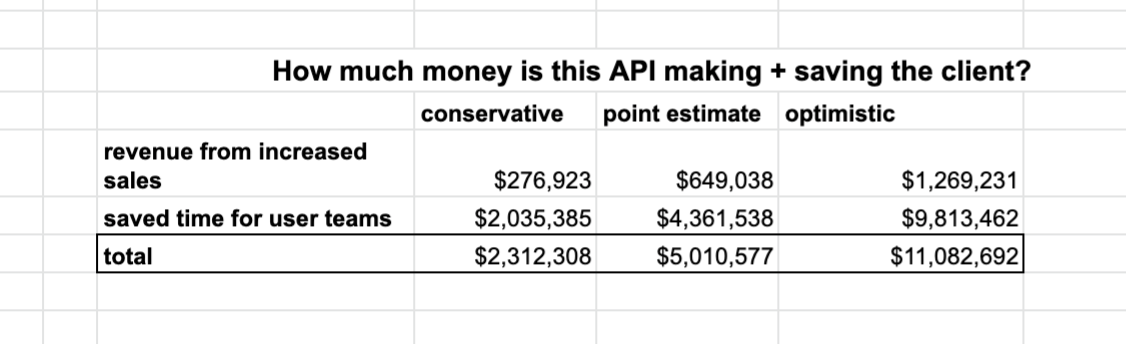 How much money is this API making + saving the client?
conservative point estimate optimistic
revenue from increased
sales $276,923 $649,038 $1,269,231
saved time for user teams $2,035,385 $4,361,538 $9,813,462
total $2,312,308 $5,010,577 $11,082,692